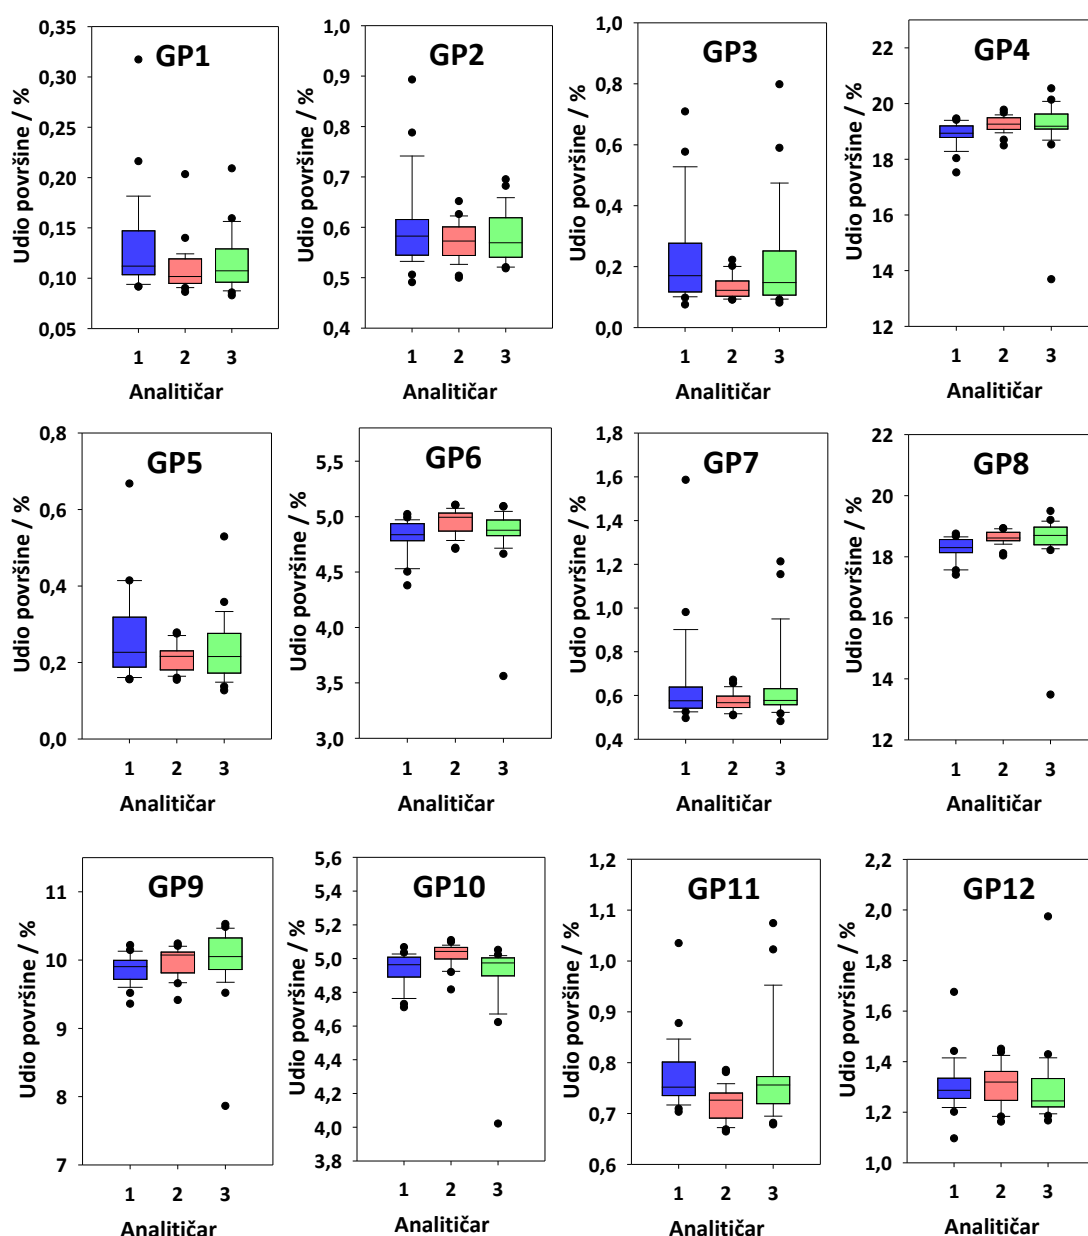 GP1
Udio površine / %
0,35
0,30
0,25
0,20
0,15
0,10
0,05
1 2 3
Analitičar
GP2
Udio površine / %
1,0
0,9
0,8
0,7
0,6
0,5
0,4
1 2 3
Analitičar
GP3
Udio površine / %
1,0
0,8
0,6
0,4
0,2
0,0
1 2 3
Analitičar
GP4
Udio površine / %
22
20
18
16
14
12
1 2 3
Analitičar
GP5
Udio površine / %
0,8
0,6
0,4
0,2
0,0
1 2 3
Analitičar
GP6
Udio površine / %
5,5
5,0
4,5
4,0
3,5
3,0
1 2 3
Analitičar
GP7
Udio površine / %
1,8
1,6
1,4
1,2
1,0
0,8
0,6
0,4
1 2 3
Analitičar
GP8
Udio površine / %
22
20
18
16
14
12
1 2 3
Analitičar
GP9
Udio površine / %
11
10
9
8
7
1 2 3
Analitičar
GP10
Udio površine / %
5,6
5,4
5,2
5,0
4,8
4,6
4,4
4,2
4,0
3,8
1 2 3
Analitičar
GP11
Udio površine / %
1,2
1,1
1,0
0,9
0,8
0,7
0,6
1 2 3
Analitičar
GP12
Udio površine / %
2,2
2,0
1,8
1,6
1,4
1,2
1,0
1 2 3
Analitičar